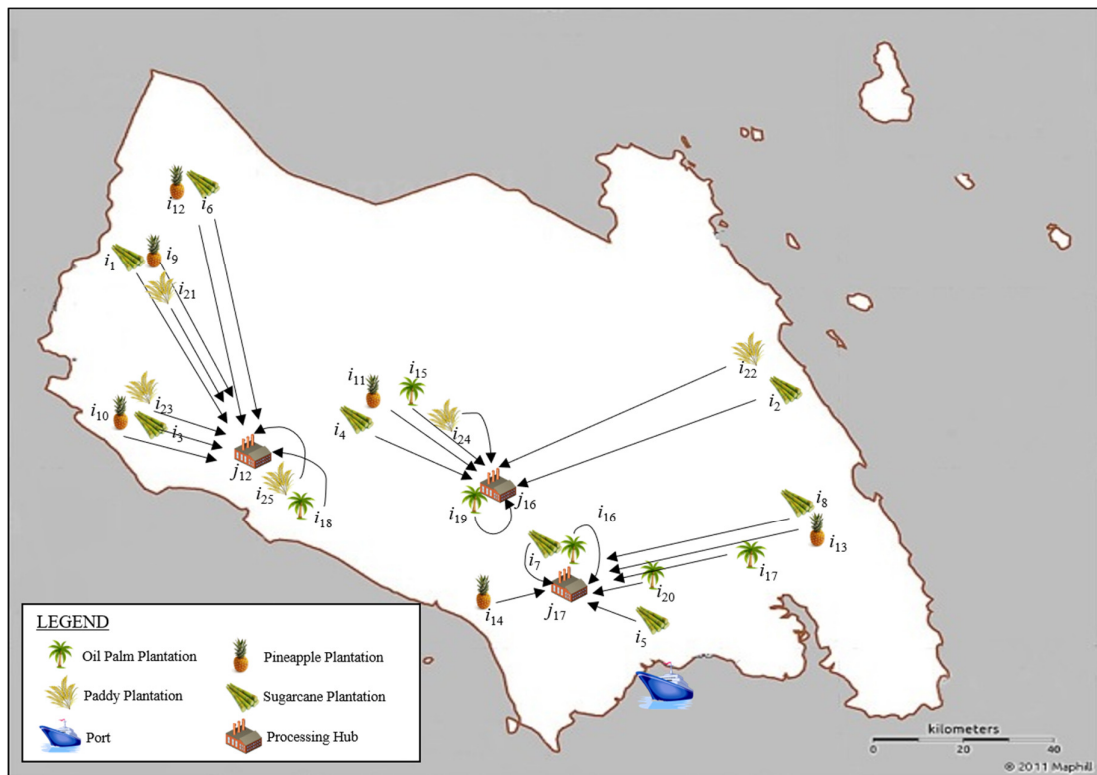 i12
i6
i1
i9
i21
i22
i11
i15
i10
i23
i2
i4
i24
i3
j12
i25
i18
i19
j16
i16
i8
i13
i7
i17
i20
i14
j17
i5
LEGEND
Oil Palm Plantation
Pineapple Plantation
Paddy Plantation
Sugarcane Plantation
Port
Processing Hub
kilometers
0 20 40
© 2011 Maphill